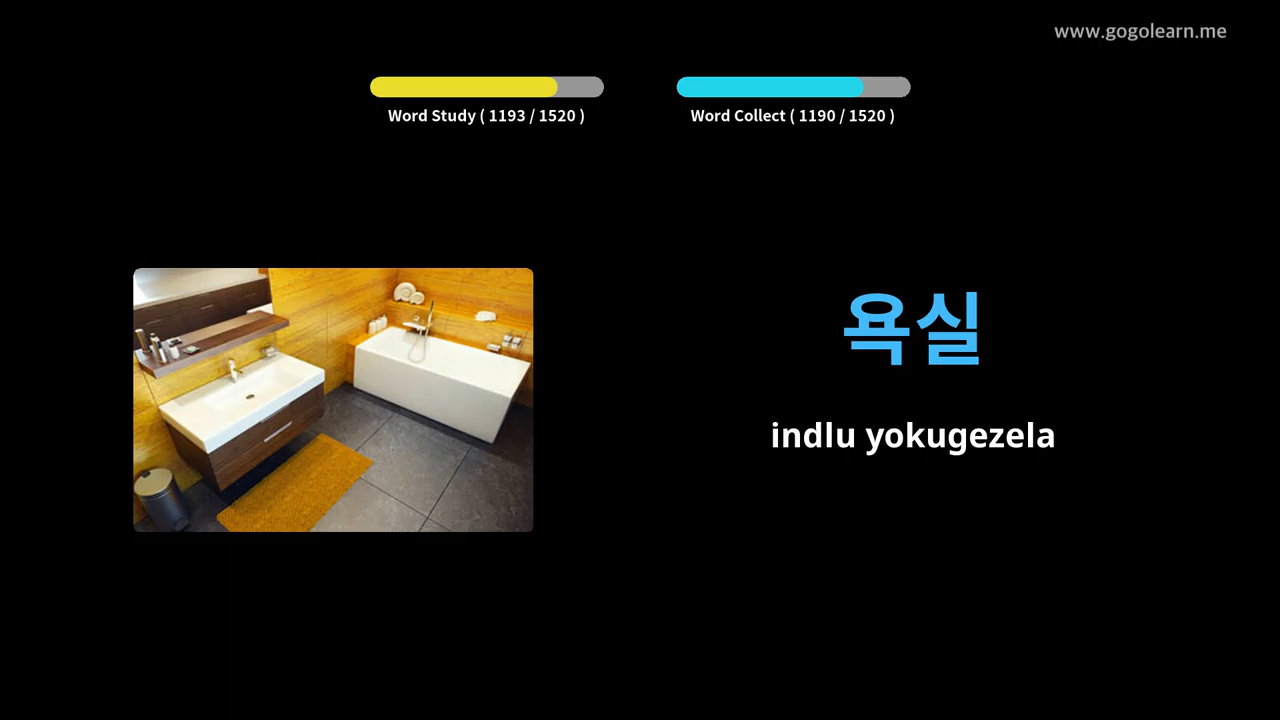 www.gogolearn.me
Word Study ( 1193 / 1520 )
Word Collect ( 1190 / 1520 )
욕실
indlu yokugezela